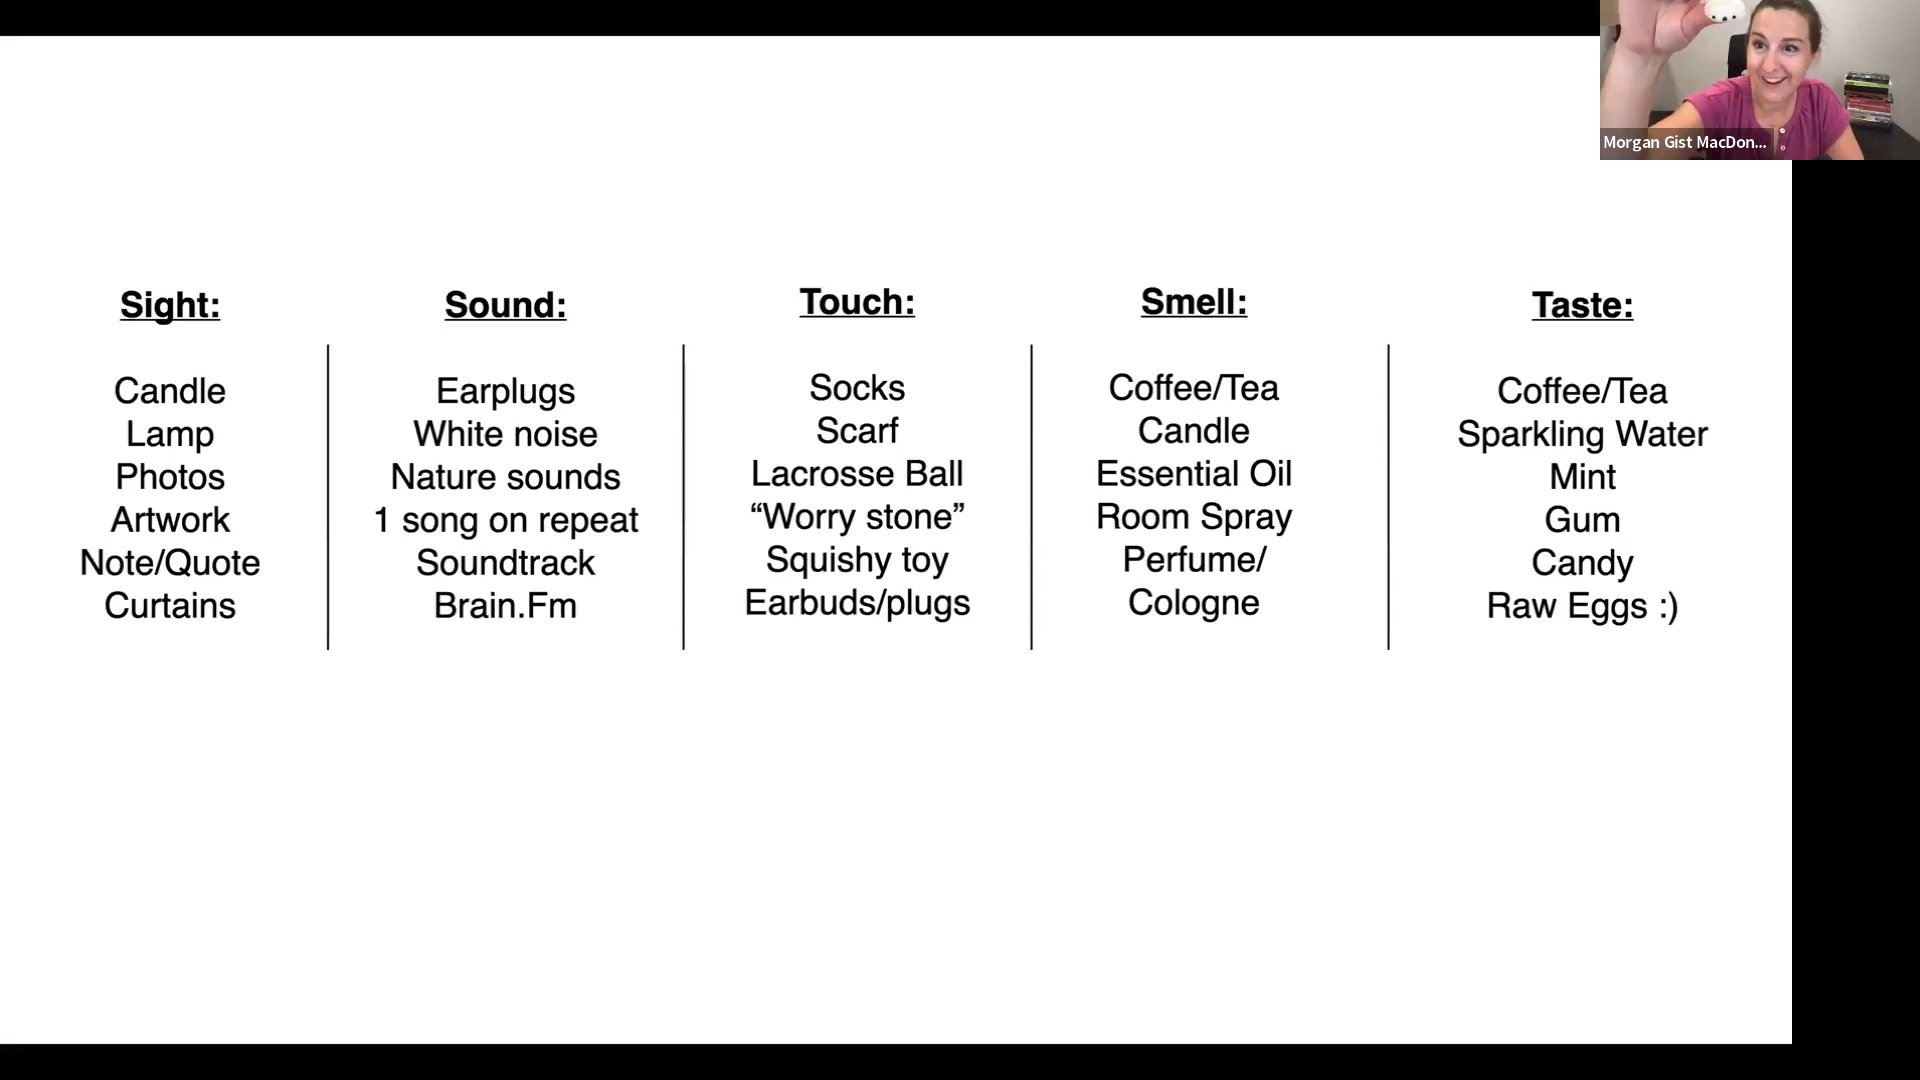 Morgan Gist MacDon...
Sight:
Candle
Lamp
Photos
Artwork
Note/Quote
Curtains
Sound:
Earplugs
White noise
Nature sounds
1 song on repeat
Soundtrack
Brain.Fm
Touch:
Socks
Scarf
Lacrosse Ball
“Worry stone”
Squishy toy
Earbuds/plugs
Smell:
Coffee/Tea
Candle
Essential Oil
Room Spray
Perfume/
Cologne
Taste:
Coffee/Tea
Sparkling Water
Mint
Gum
Candy
Raw Eggs :)